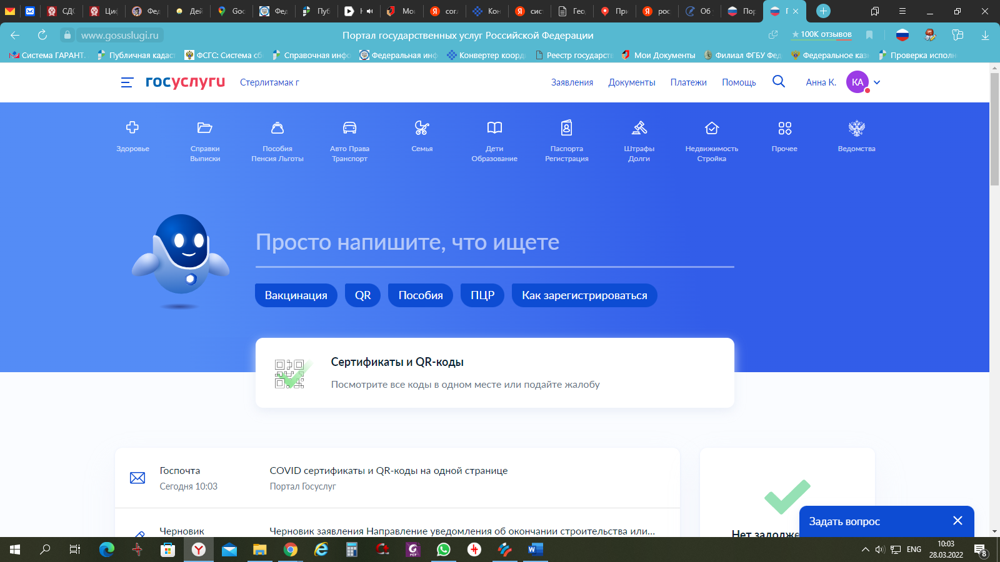 СДО
Фед
Дей
Goo
Фед
Пуб
Мо
сог
Кон
сис
Гео
При
рос
Об
Пор
www.gosuslugi.ru
Портал государственных услуг Российской Федерации
100K отзывов
Система ГАРАНТ.
Публичная кадаст
ФСГС: Система сб
Справочная инфо
Федеральная инф
Конвертер коорд
Реестр государств
Мои Документы
Филиал ФГБУ Фед
Федеральное каз
Проверка исполн
госуслуги
Стерлитамак г
Заявления
Документы
Платежи
Помощь
Анна К.
КА
Здоровье
Справки
Выписки
Пособия
Пенсия Льготы
Авто Права
Транспорт
Семья
Дети
Образование
Паспорта
Регистрация
Штрафы
Долги
Недвижимость
Стройка
Прочее
Ведомства
Просто напишите, что ищете
Вакцинация
QR
Пособия
ПЦР
Как зарегистрироваться
Сертификаты и QR-коды
Посмотрите все коды в одном месте или подайте жалобу
Госпочта
COVID сертификаты и QR-коды на одной странице
Сегодня 10:03
Портал Госуслуг
Черновик
Черновик заявления Направление уведомления об окончании строительства или...
Нет задолже
Задать вопрос
ENG
10:03
28.03.2022
8